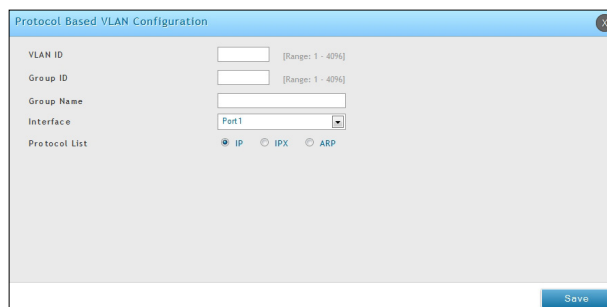 Protocol Based VLAN Configuration
X
VLAN ID [Range: 1 - 4096]
Group ID [Range: 1 - 4096]
Group Name
Interface Port1
Protocol List IP IPX ARP
Save